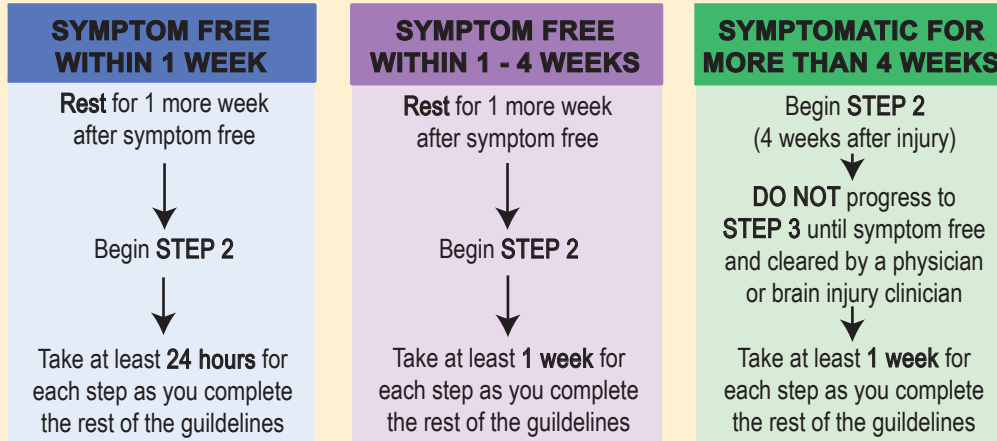 SYMPTOM FREE
WITHIN 1 WEEK
Rest for 1 more week
after symptom free
Begin STEP 2
Take at least 24 hours for
each step as you complete
the rest of the guildelines
SYMPTOM FREE
WITHIN 1 - 4 WEEKS
Rest for 1 more week
after symptom free
Begin STEP 2
Take at least 1 week for
each step as you complete
the rest of the guildelines
SYMPTOMATIC FOR
MORE THAN 4 WEEKS
Begin STEP 2
(4 weeks after injury)
DO NOT progress to
STEP 3 until symptom free
and cleared by a physician
or brain injury clinician
Take at least 1 week for
each step as you complete
the rest of the guildelines